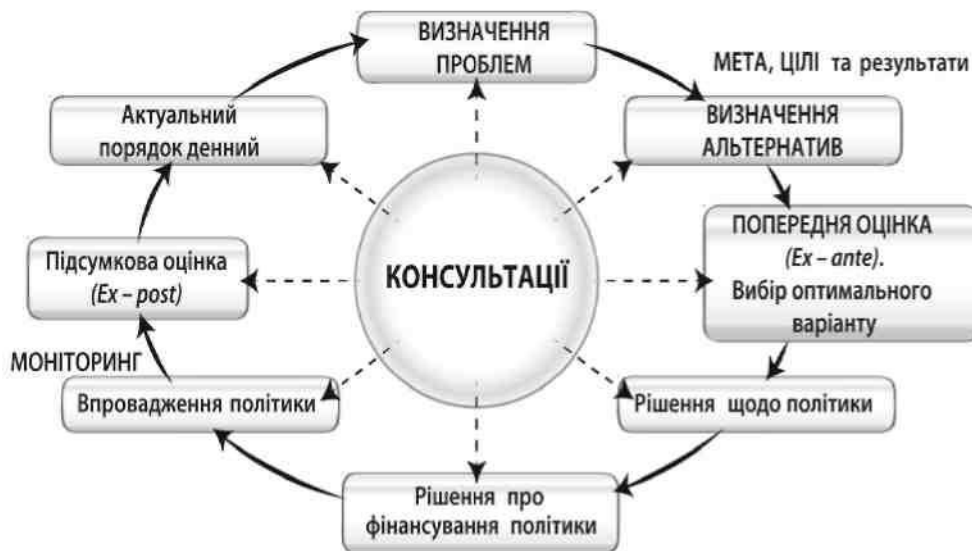 ВИЗНАЧЕННЯ
ПРОБЛЕМ
МЕТА, ЦІЛІ та результати
ВИЗНАЧЕННЯ
АЛЬТЕРНАТИВ
ПОПЕРЕДНЯ ОЦІНКА
(Ex – ante).
Вибір оптимального
варіанту
Рішення щодо політики
Рішення про
фінансування політики
Впровадження політики
МОНІТОРИНГ
Підсумкова оцінка
(Ex – post)
Актуальний
порядок денний
КОНСУЛЬТАЦІЇ